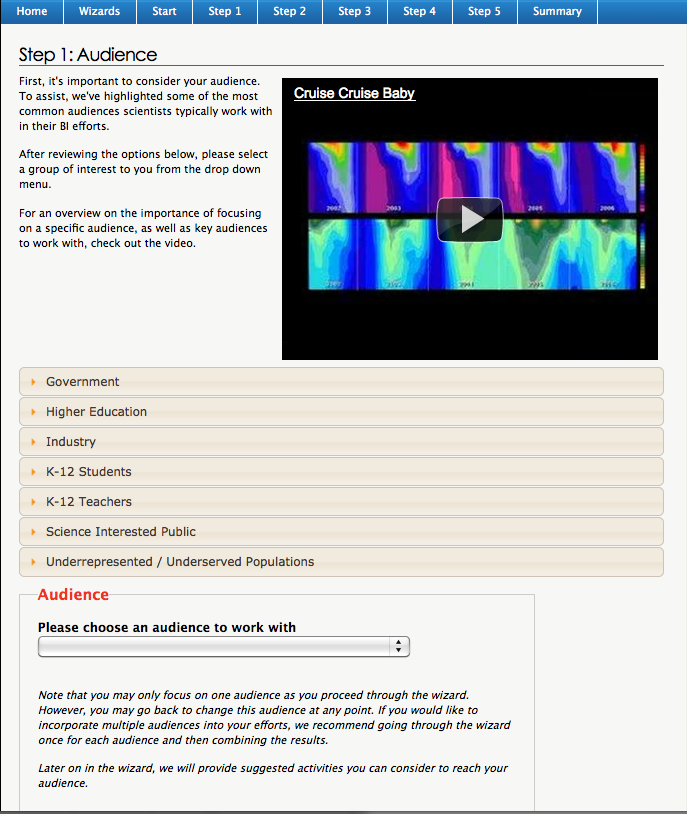 Home Wizards Start Step 1 Step 2 Step 3 Step 4 Step 5 Summary
Step 1: Audience
First, it's important to consider your audience.
To assist, we've highlighted some of the most
common audiences scientists typically work with
in their BI efforts.
After reviewing the options below, please select
a group of interest to you from the drop down
menu.
For an overview on the importance of focusing
on a specific audience, as well as key audiences
to work with, check out the video.
Cruise Cruise Baby
2002 2003 2005 2006
Government
Higher Education
Industry
K-12 Students
K-12 Teachers
Science Interested Public
Underrepresented / Underserved Populations
Audience
Please choose an audience to work with
Note that you may only focus on one audience as you proceed through the wizard.
However, you may go back to change this audience at any point. If you would like to
incorporate multiple audiences into your efforts, we recommend going through the wizard
once for each audience and then combining the results.
Later on in the wizard, we will provide suggested activities you can consider to reach your
audience.